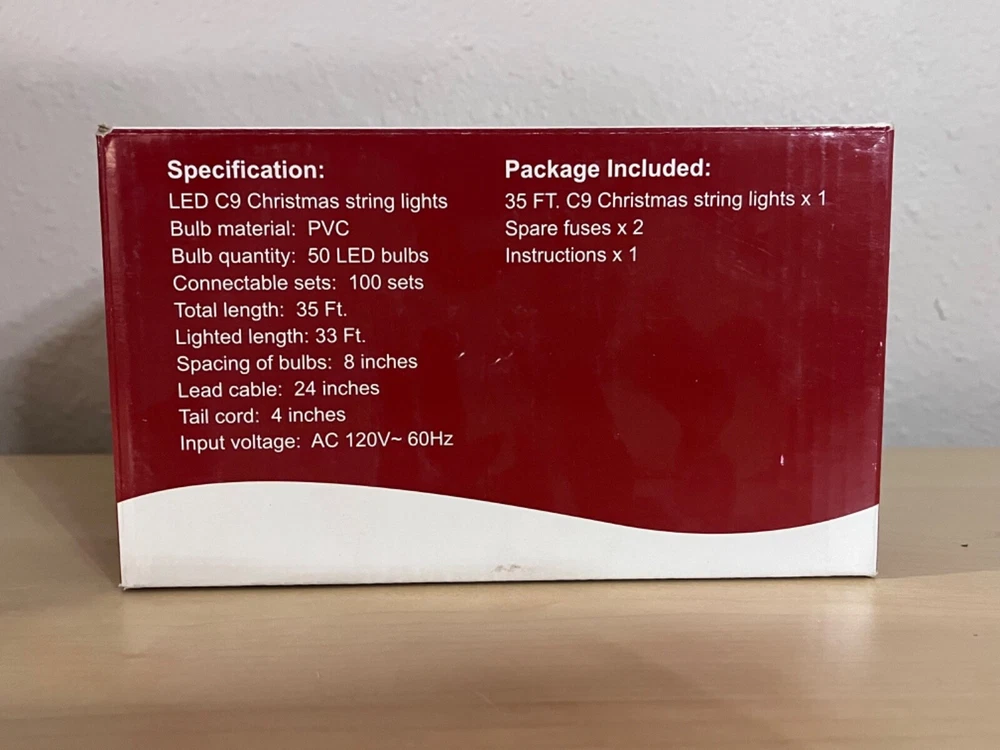 Specification:
LED C9 Christmas string lights
Bulb material: PVC
Bulb quantity: 50 LED bulbs
Connectable sets: 100 sets
Total length: 35 Ft.
Lighted length: 33 Ft.
Spacing of bulbs: 8 inches
Lead cable: 24 inches
Tail cord: 4 inches
Input voltage: AC 120V~ 60Hz
Package Included:
35 FT. C9 Christmas string lights x 1
Spare fuses x 2
Instructions x 1